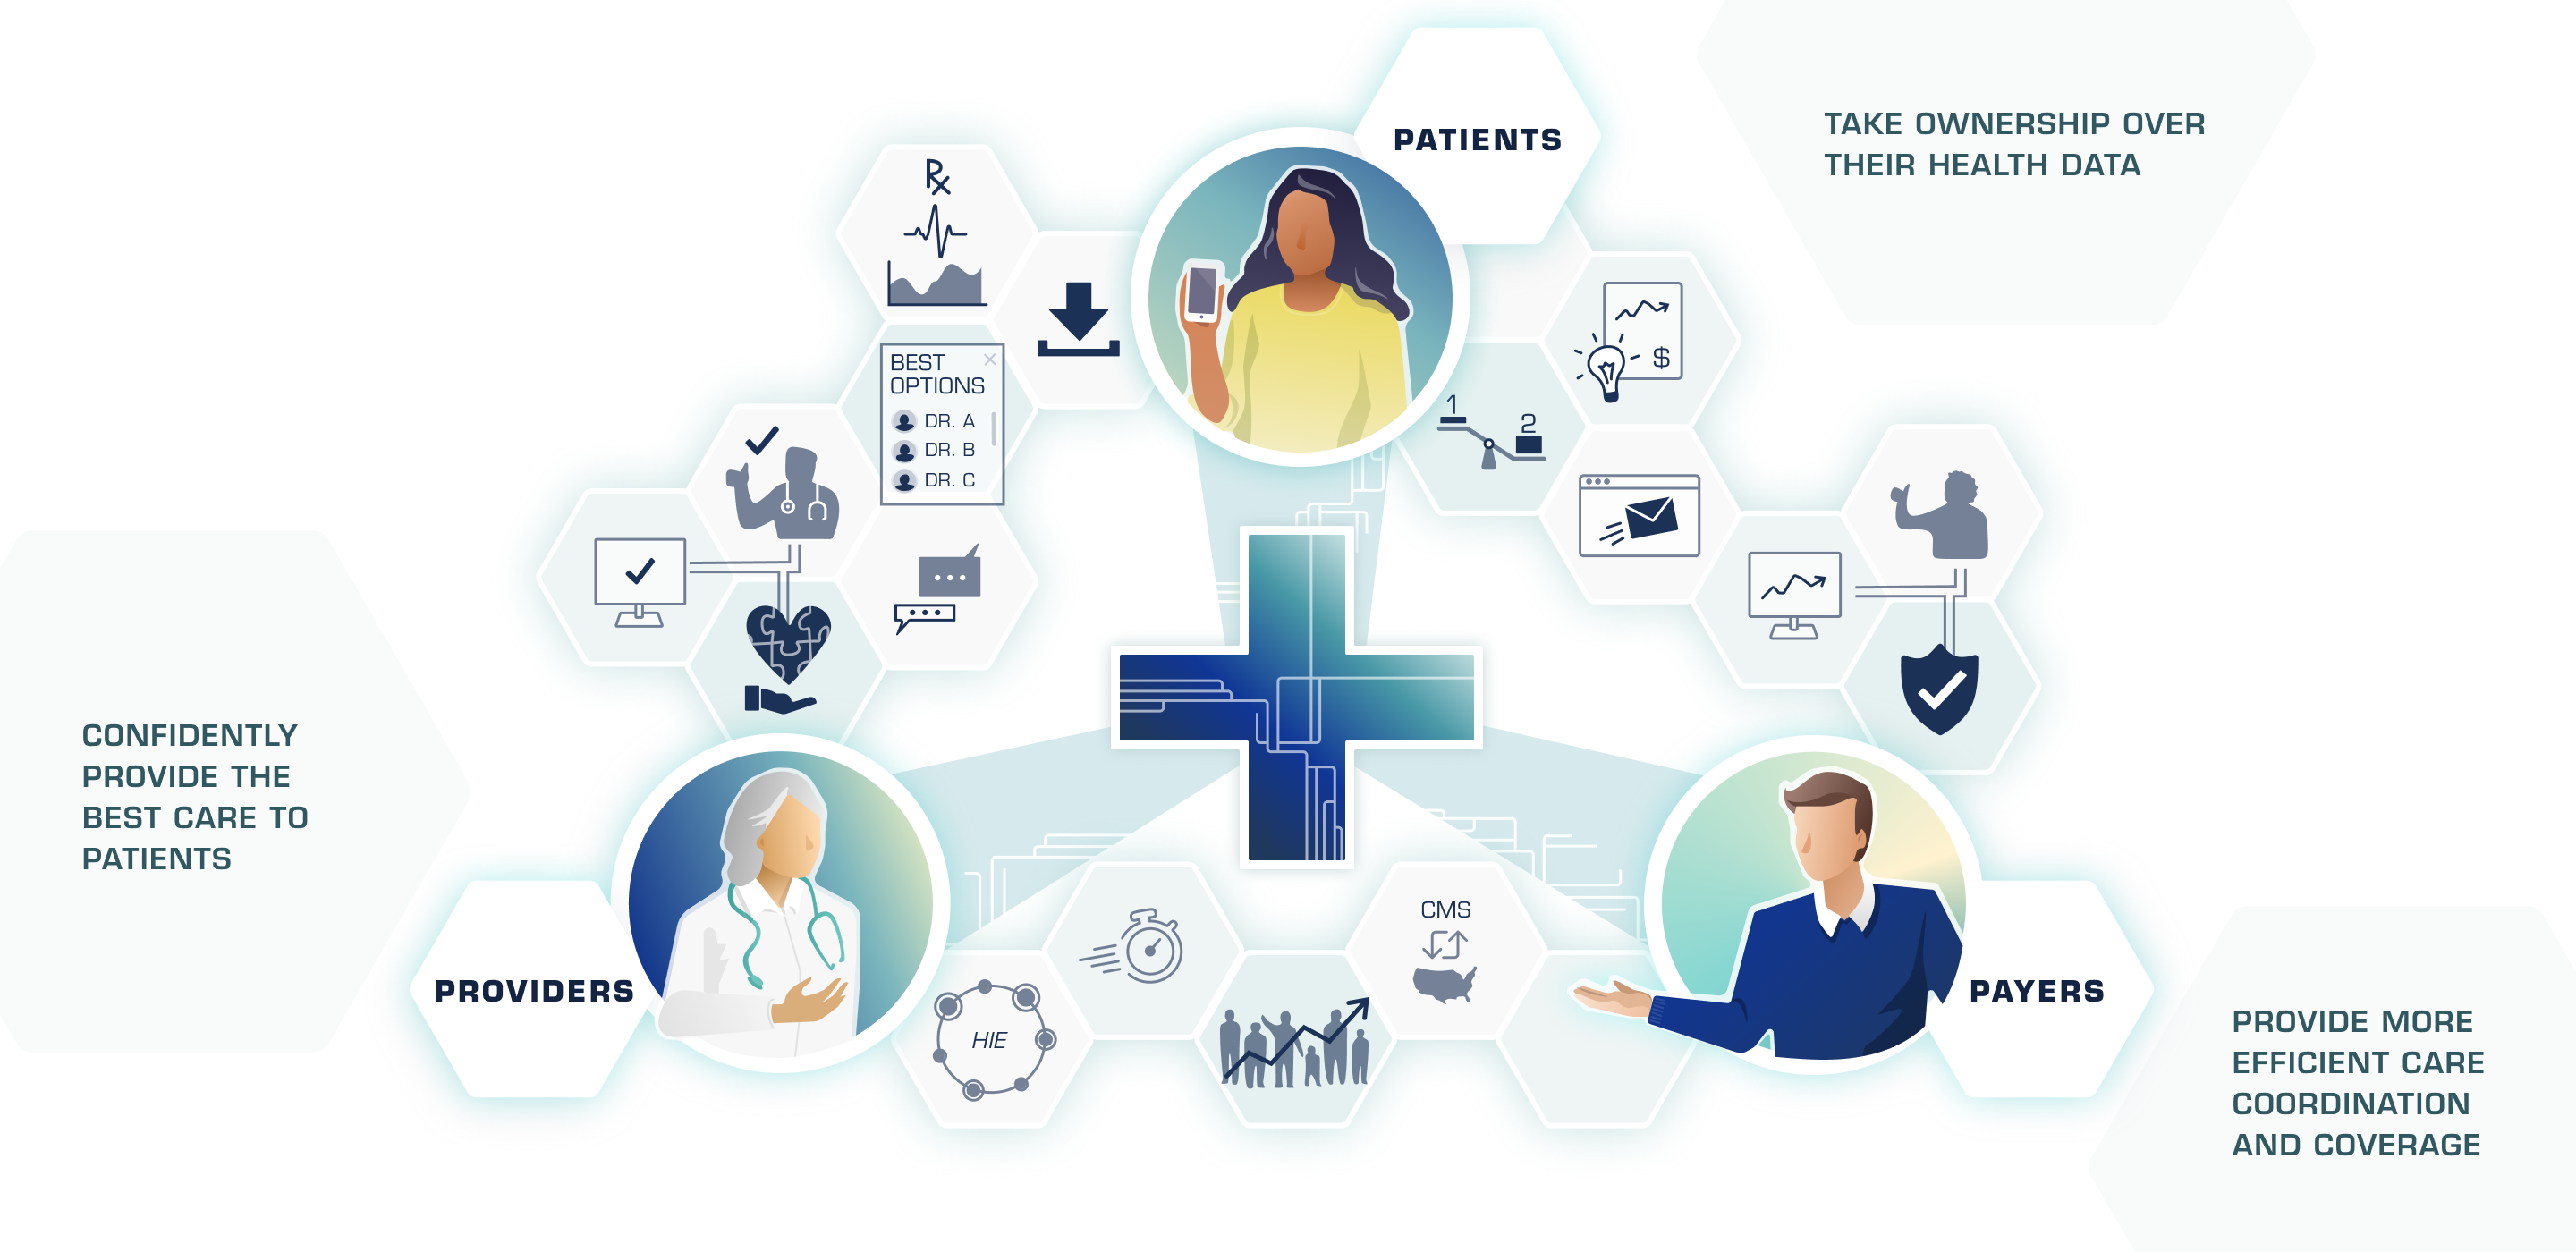 PATIENTS
TAKE OWNERSHIP OVER
THEIR HEALTH DATA
Rx
BEST
OPTIONS
DR. A
DR. B
DR. C
$
1
2
CONFIDENTLY
PROVIDE THE
BEST CARE TO
PATIENTS
PROVIDERS
HIE
CMS
PAYERS
PROVIDE MORE
EFFICIENT CARE
COORDINATION
AND COVERAGE